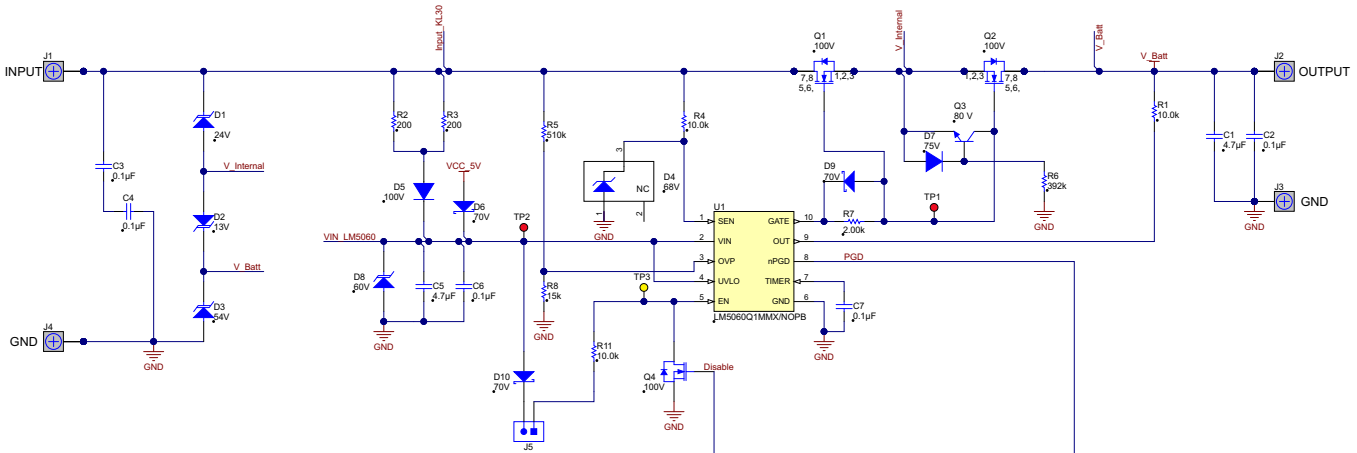 Input_KL30
V_Internal
V_Batt
Q1
100V
Q2
100V
J1
INPUT
7,8
5,6,
1,2,3
1,2,3
7,8
5,6,
V_Batt
J2
OUTPUT
D1
24V
R2
200
R3
200
R5
510k
R4
10.0k
Q3
80 V
D7
75V
R1
10.0k
C1
4.7µF
C2
0.1µF
C3
0.1µF
C4
0.1µF
V_Internal
D2
13V
V_Batt
D3
54V
J4
GND
GND
VCC_5V
D5
100V
D6
70V
3
D4
68V
NC
1
2
GND
D9
70V
R6
392k
GND
J3
GND
GND
TP2
TP1
U1
R7
2.00k
VIN_LM5060
1
SEN
GATE
10
2
VIN
OUT
9
3
OVP
nPGD
8
PGD
4
UVLO
TIMER
7
5
EN
GND
6
LM5060Q1MMX/NOPB
D8
60V
C5
4.7µF
C6
0.1µF
GND
R8
15k
GND
TP3
C7
0.1µF
GND
R11
10.0k
D10
70V
Q4
100V
Disable
GND
J5